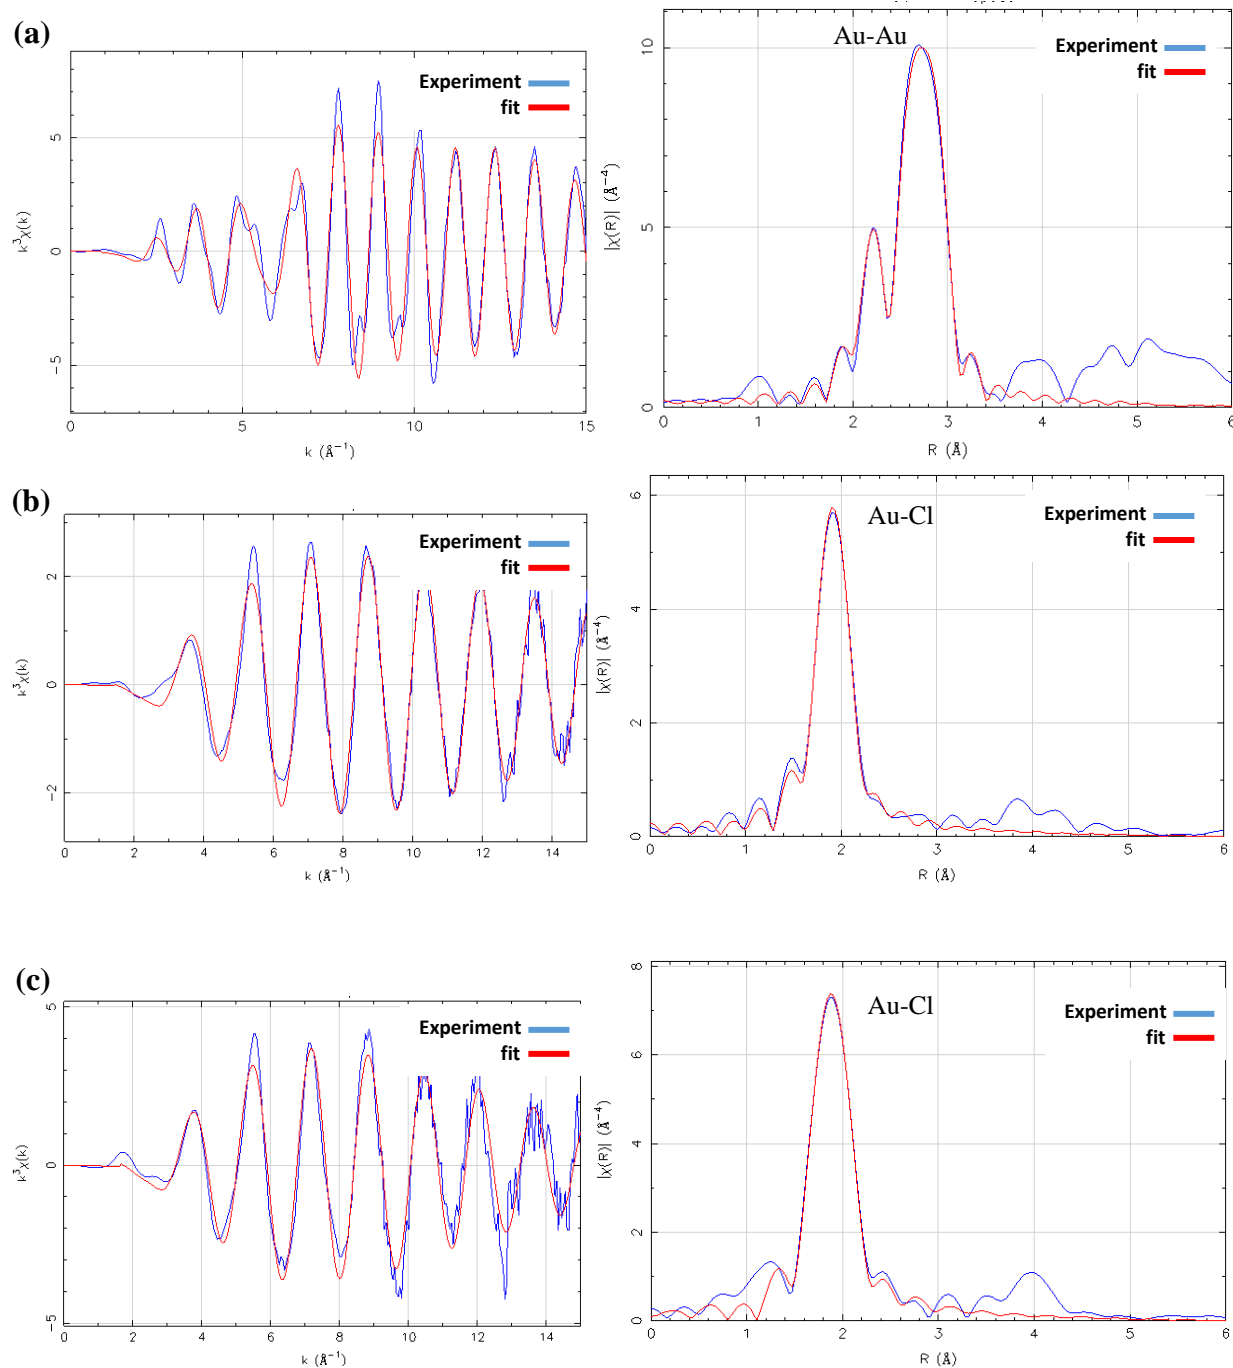 (a)
Experiment
fit
k³χ(k)
5
0
−5
0
5
10
15
k (Å⁻¹)
Au-Au
Experiment
fit
|χ(R)| (Å⁻⁴)
10
5
0
0
1
2
3
4
5
6
R (Å)
(b)
Experiment
fit
k³χ(k)
2
0
−2
0
2
4
6
8
10
12
14
k (Å⁻¹)
Au-Cl
Experiment
fit
|χ(R)| (Å⁻⁴)
6
4
2
0
0
1
2
3
4
5
6
R (Å)
(c)
Experiment
fit
k³χ(k)
5
0
−5
0
2
4
6
8
10
12
14
k (Å⁻¹)
Au-Cl
Experiment
fit
|χ(R)| (Å⁻⁴)
8
6
4
2
0
0
1
2
3
4
5
6
R (Å)